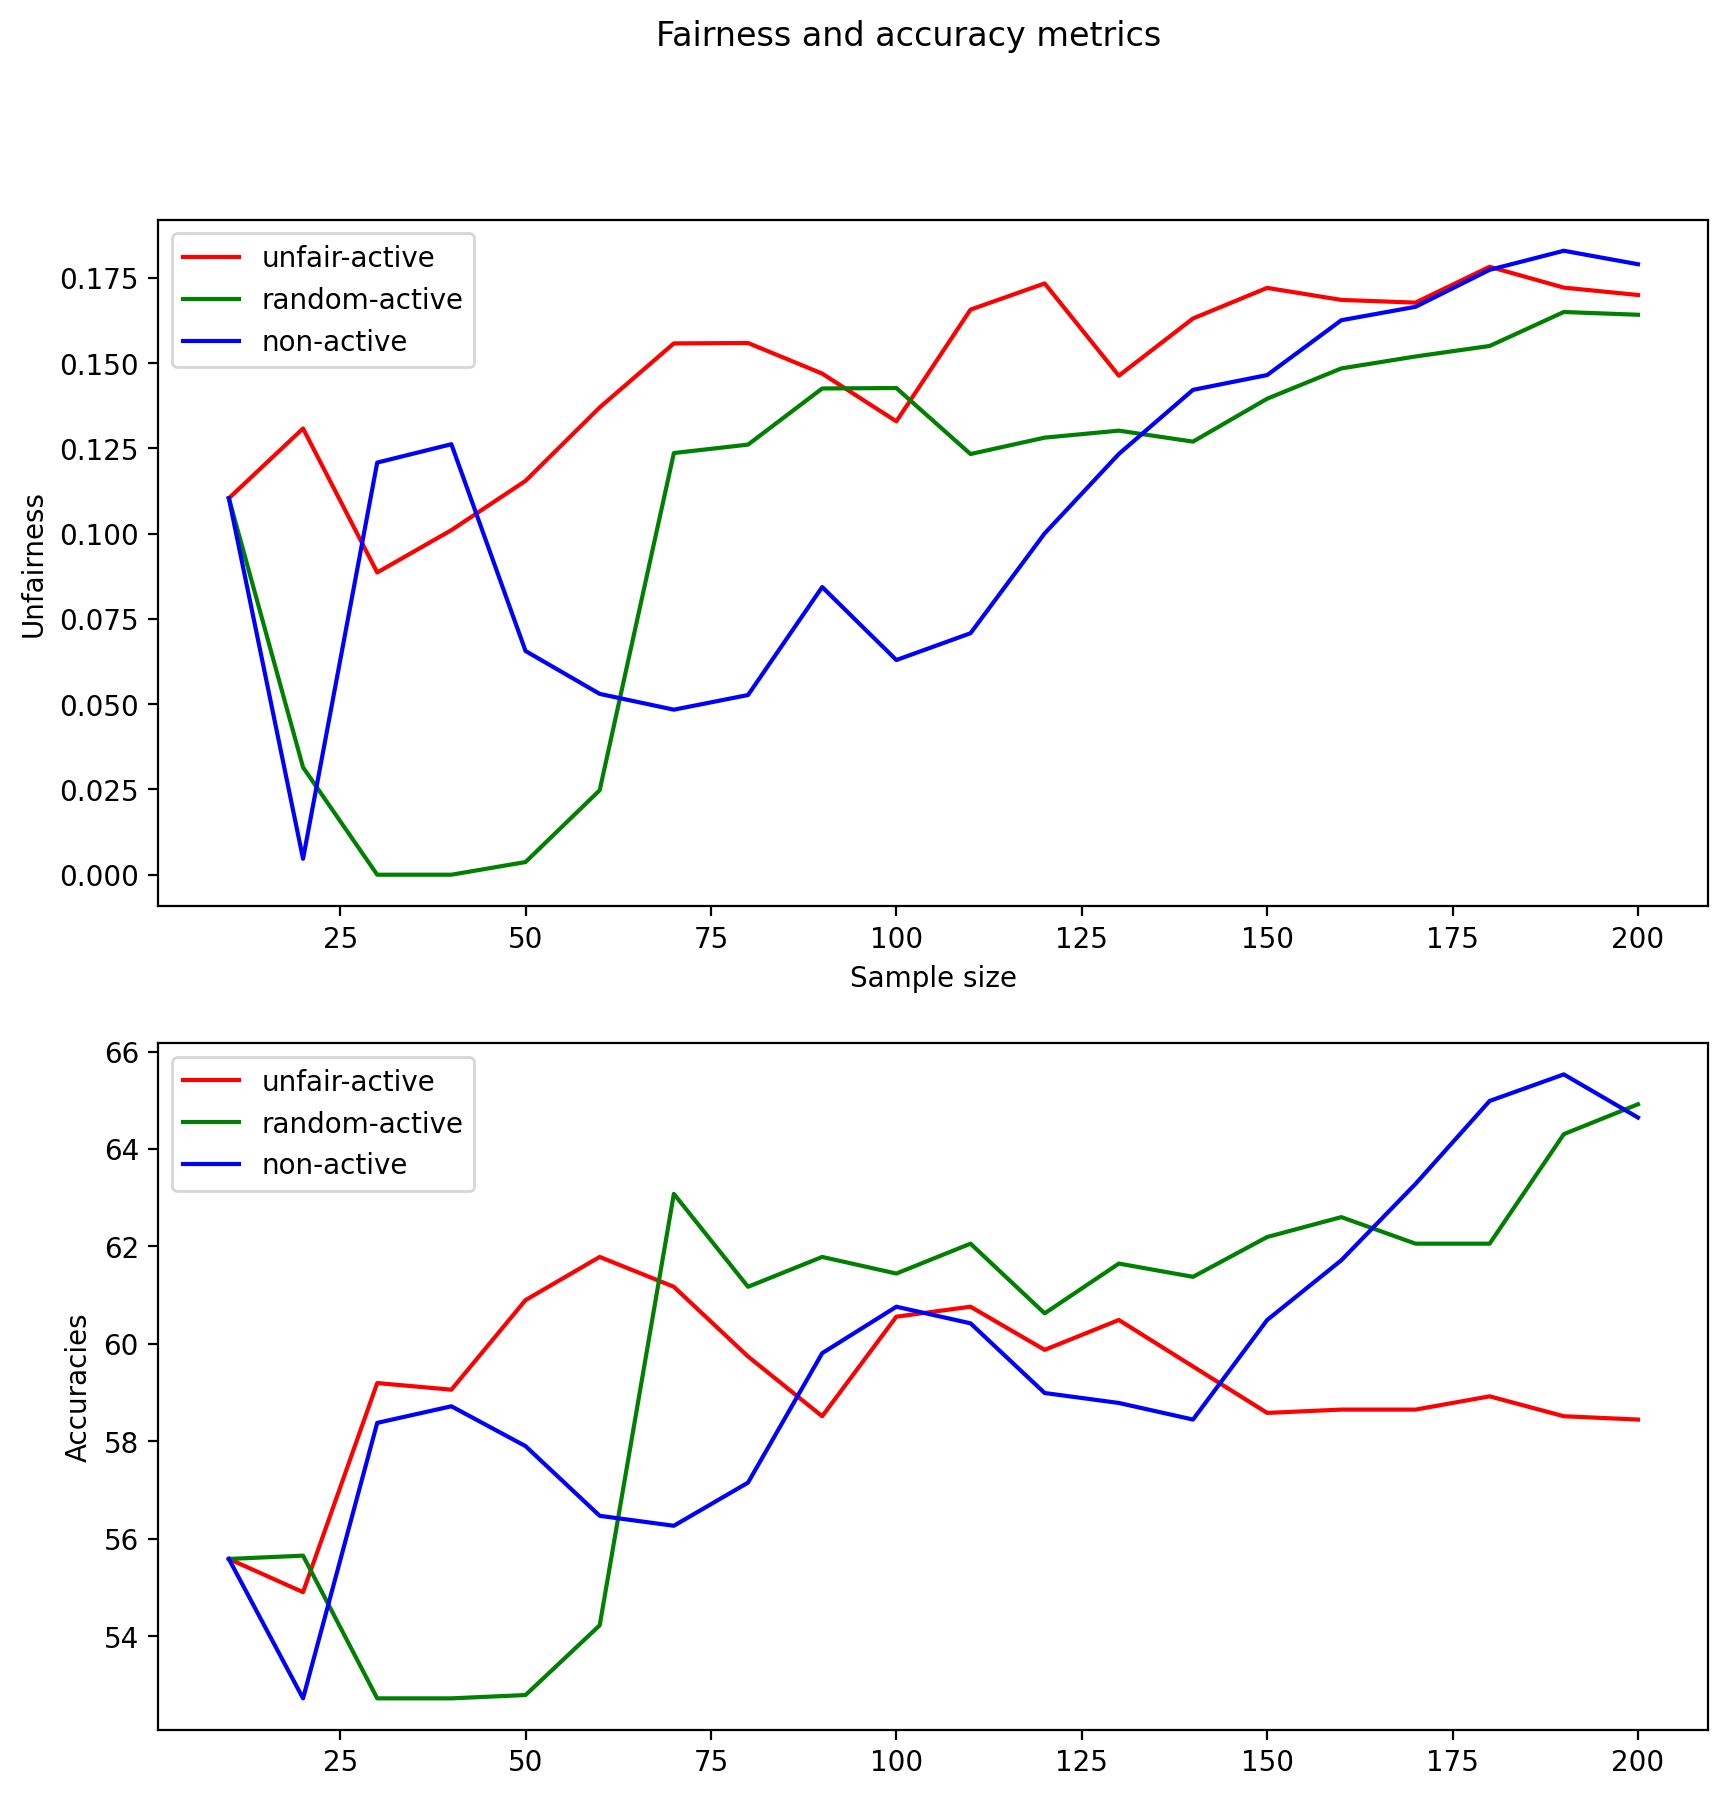 Fairness and accuracy metrics
unfair-active
random-active
non-active
0.175
0.150
0.125
0.100
0.075
0.050
0.025
0.000
Unfairness
25 50 75 100 125 150 175 200
Sample size
unfair-active
random-active
non-active
66
64
62
60
58
56
54
Accuracies
25 50 75 100 125 150 175 200